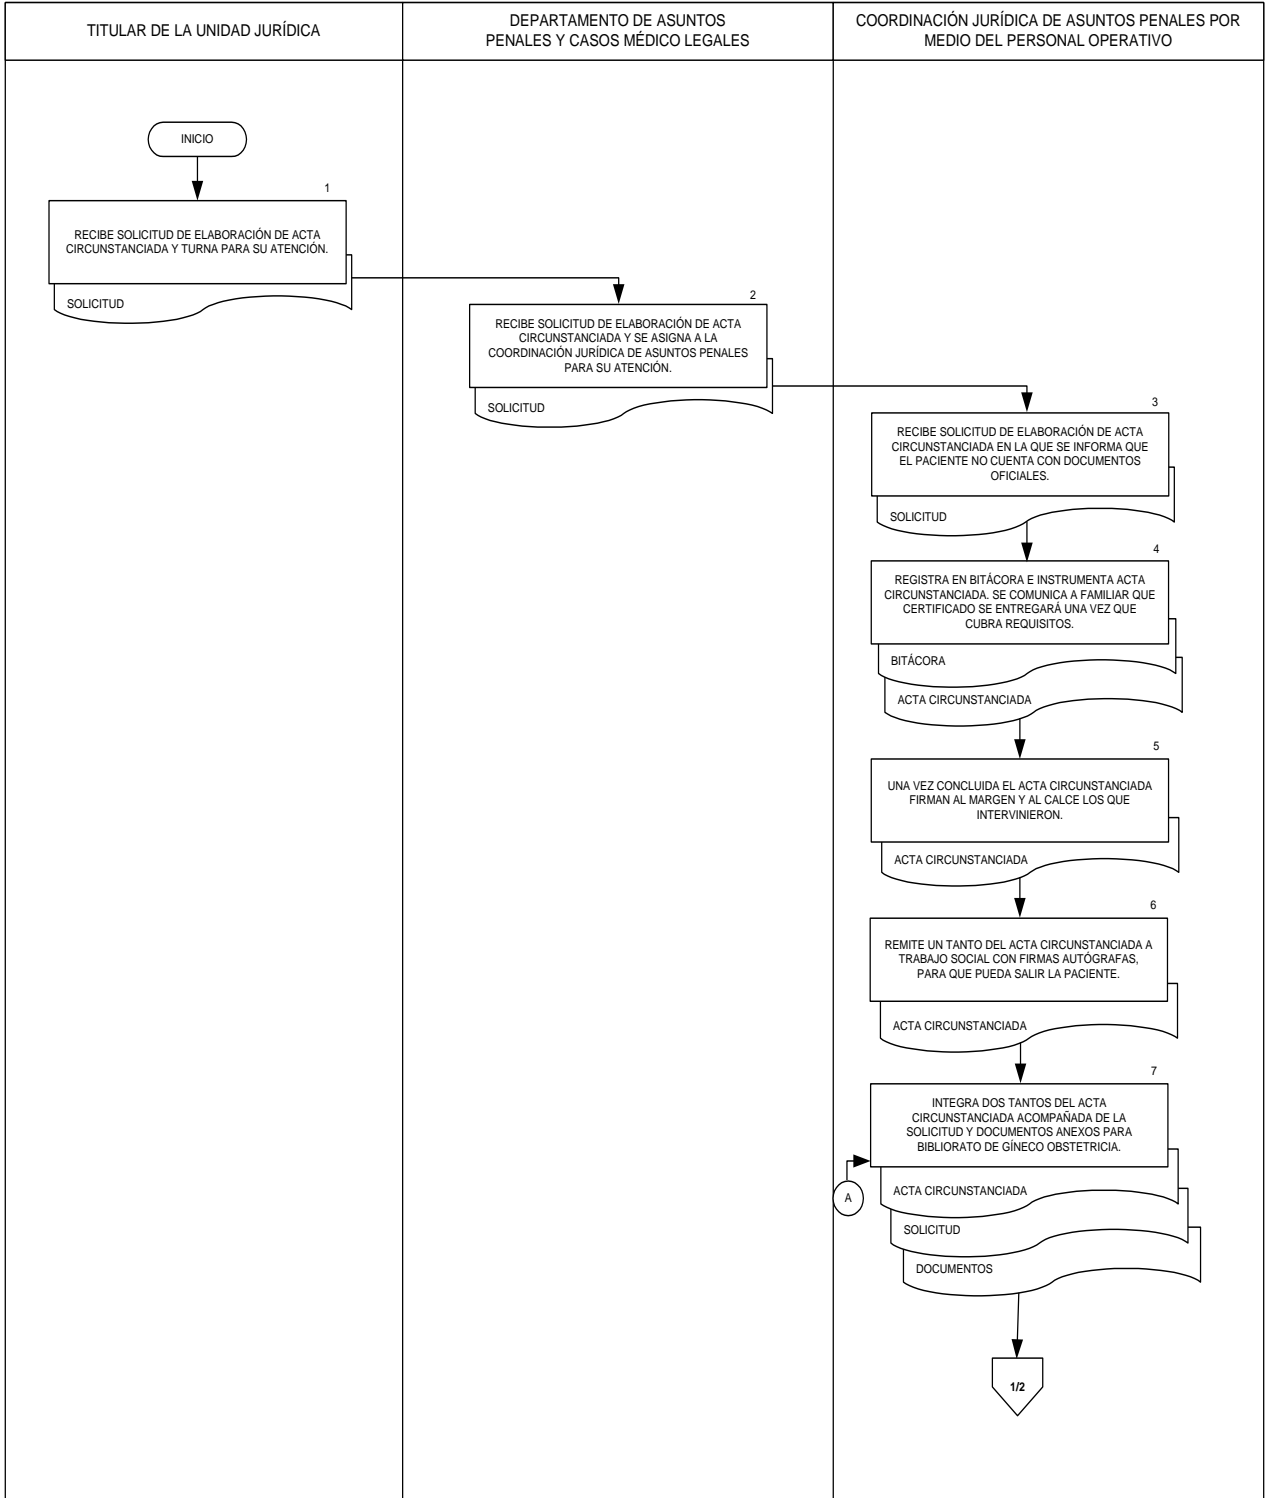 TITULAR DE LA UNIDAD JURÍDICA
DEPARTAMENTO DE ASUNTOS
PENALES Y CASOS MÉDICO LEGALES
COORDINACIÓN JURÍDICA DE ASUNTOS PENALES POR
MEDIO DEL PERSONAL OPERATIVO
INICIO
1
RECIBE SOLICITUD DE ELABORACIÓN DE ACTA
CIRCUNSTANCIADA Y TURNA PARA SU ATENCIÓN.
SOLICITUD
2
RECIBE SOLICITUD DE ELABORACIÓN DE ACTA
CIRCUNSTANCIADA Y SE ASIGNA A LA
COORDINACIÓN JURÍDICA DE ASUNTOS PENALES
PARA SU ATENCIÓN.
SOLICITUD
3
RECIBE SOLICITUD DE ELABORACIÓN DE ACTA
CIRCUNSTANCIADA EN LA QUE SE INFORMA QUE
EL PACIENTE NO CUENTA CON DOCUMENTOS
OFICIALES.
SOLICITUD
4
REGISTRA EN BITÁCORA E INSTRUMENTA ACTA
CIRCUNSTANCIADA. SE COMUNICA A FAMILIAR QUE
CERTIFICADO SE ENTREGARÁ UNA VEZ QUE
CUBRA REQUISITOS.
BITÁCORA
ACTA CIRCUNSTANCIADA
5
UNA VEZ CONCLUIDA EL ACTA CIRCUNSTANCIADA
FIRMAN AL MARGEN Y AL CALCE LOS QUE
INTERVINIERON.
ACTA CIRCUNSTANCIADA
6
REMITE UN TANTO DEL ACTA CIRCUNSTANCIADA A
TRABAJO SOCIAL CON FIRMAS AUTÓGRAFAS,
PARA QUE PUEDA SALIR LA PACIENTE.
ACTA CIRCUNSTANCIADA
7
INTEGRA DOS TANTOS DEL ACTA
CIRCUNSTANCIADA ACOMPAÑADA DE LA
SOLICITUD Y DOCUMENTOS ANEXOS PARA
BIBLIORATO DE GÍNECO OBSTETRICIA.
A
ACTA CIRCUNSTANCIADA
SOLICITUD
DOCUMENTOS
1/2